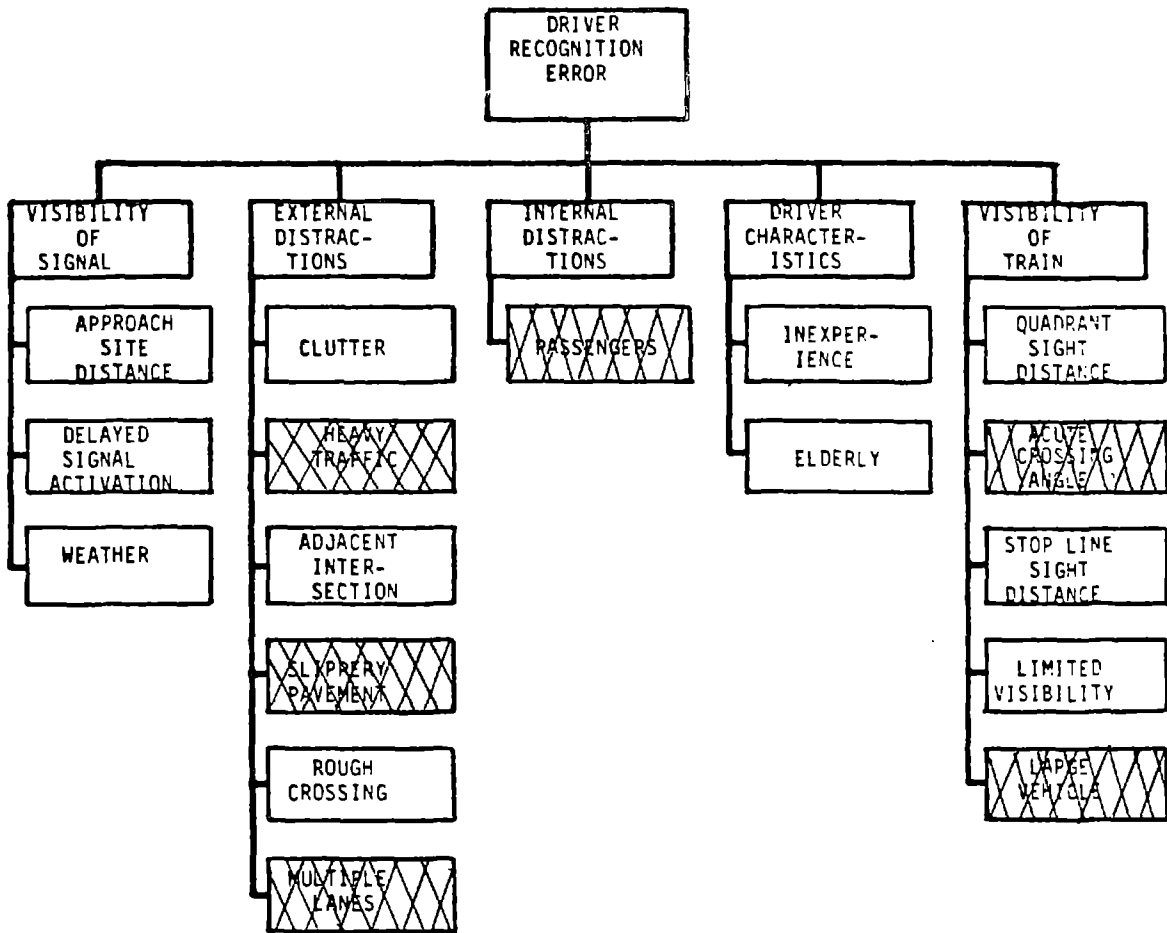 DRIVER
RECOGNITION
ERROR
VISIBILITY
OF
SIGNAL
APPROACH
SITE
DISTANCE
DELAYED
SIGNAL
ACTIVATION
WEATHER
EXTERNAL
DISTRAC-
TIONS
CLUTTER
HEAVY
TRAFFIC
ADJACENT
INTER-
SECTION
SLIPPERY
PAVEMENT
ROUGH
CROSSING
MULTIPLE
LANES
INTERNAL
DISTRAC-
TIONS
PASSENGERS
DRIVER
CHARACTER-
ISTICS
INEXPER-
IENCE
ELDERLY
VISIBILITY
OF
TRAIN
QUADRANT
SIGHT
DISTANCE
ACUTE
CROSSING
ANGLE
STOP LINE
SIGHT
DISTANCE
LIMITED
VISIBILITY
LARGE
VEHICLE